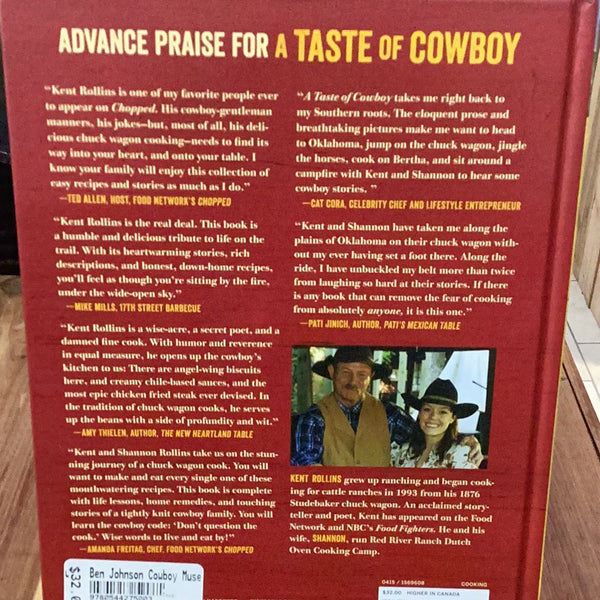 ADVANCE PRAISE FOR A TASTE OF COWBOY
“Kent Rollins is one of my favorite people ever
to appear on Chopped. His cowboy-gentleman
manners, his jokes—but, most of all, his deli-
cious chuck wagon cooking—needs to find its
way into your heart, and onto your table. I
know your family will enjoy this collection of
easy recipes and stories as much as I do.”
—TED ALLEN, HOST, FOOD NETWORK'S CHOPPED
“Kent Rollins is the real deal. This book is
a humble and delicious tribute to life on the
trail. With its heartwarming stories, rich
descriptions, and honest, down-home recipes,
you'll feel as though you're sitting by the fire,
under the wide-open sky.”
—MIKE MILLS, 17TH STREET BARBECUE
“Kent Rollins is a wise-acre, a secret poet, and a
damned fine cook. With humor and reverence
in equal measure, he opens up the cowboy's
kitchen to us: There are angel-wing biscuits
here, and creamy chile-based sauces, and the
most epic chicken fried steak ever devised. In
the tradition of chuck wagon cooks, he serves
up the beans with a side of profundity and wit.”
—AMY THIELEN, AUTHOR, THE NEW HEARTLAND TABLE
“Kent and Shannon Rollins take us on the stun-
ning journey of a chuck wagon cook. You will
want to make and eat every single one of these
mouthwatering recipes. This book is complete
with life lessons, home remedies, and touching
stories of a tightly knit cowboy family. You will
learn the cowboy code: ‘Don't question the
cook.’ Wise words to live and eat by!”
—AMANDA FREITAG, CHEF, FOOD NETWORK'S CHOPPED
“A Taste of Cowboy takes me right back to
my Southern roots. The eloquent prose and
breathtaking pictures make me want to head
to Oklahoma, jump on the chuck wagon, jingle
the horses, cook on Bertha, and sit around a
campfire with Kent and Shannon to hear some
cowboy stories. ”
—CAT CORA, CELEBRITY CHEF AND LIFESTYLE ENTREPRENEUR
“Kent and Shannon have taken me along the
plains of Oklahoma on their chuck wagon with-
out my ever having set a foot there. Along the
ride, I have unbuckled my belt more than twice
from laughing so hard at their stories. If there
is any book that can remove the fear of cooking
from absolutely anyone, it is this one.”
—PATI JINICH, AUTHOR, PATI'S MEXICAN TABLE
KENT ROLLINS grew up ranching and began cook-
ing for cattle ranches in 1993 from his 1876
Studebaker chuck wagon. An acclaimed story-
teller and poet, Kent has appeared on the Food
Network and NBC's Food Fighters. He and his
wife, SHANNON, run Red River Ranch Dutch
Oven Cooking Camp.
Ben Johnson Cowboy Muse
9780544275003
0415 / 1569608 COOKING
$32.00 HIGHER IN CANADA